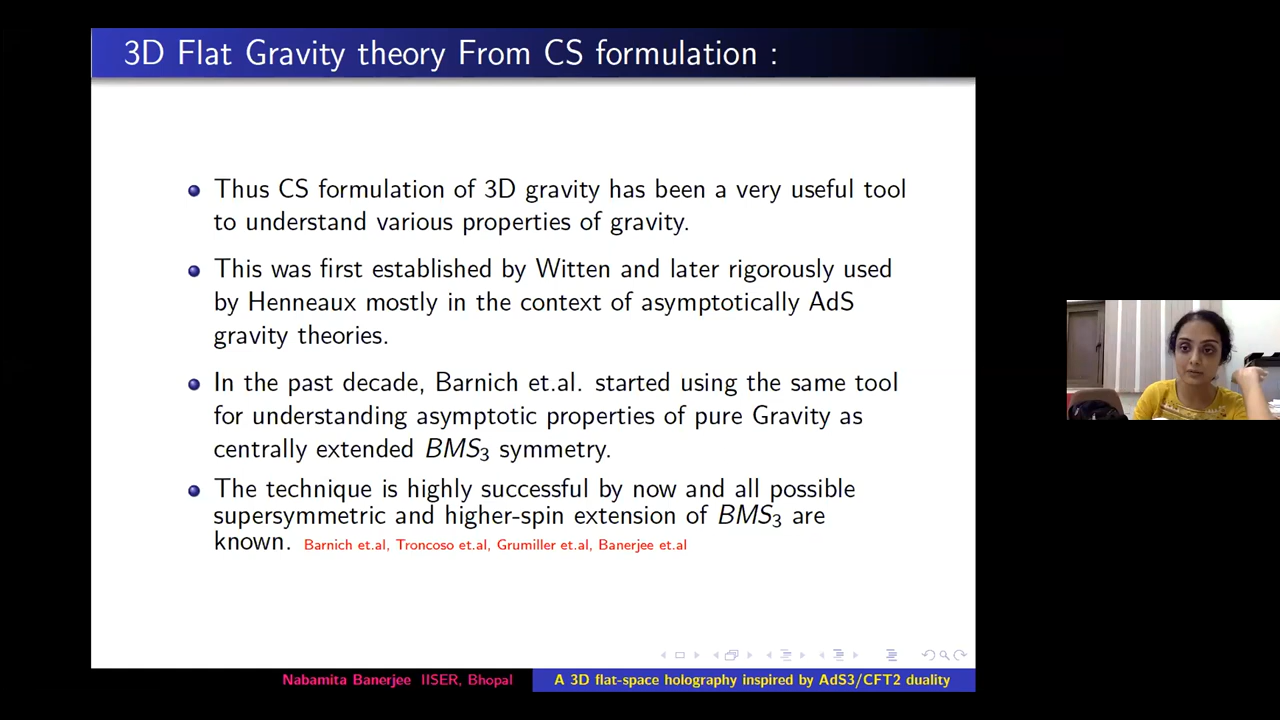 3D Flat Gravity theory From CS formulation :
Thus CS formulation of 3D gravity has been a very useful tool
to understand various properties of gravity.
This was first established by Witten and later rigorously used
by Henneaux mostly in the context of asymptotically AdS
gravity theories.
In the past decade, Barnich et.al. started using the same tool
for understanding asymptotic properties of pure Gravity as
centrally extended BMS₃ symmetry.
The technique is highly successful by now and all possible
supersymmetric and higher-spin extension of BMS₃ are
known. Barnich et.al, Troncoso et.al, Grumiller et.al, Banerjee et.al
Nabamita Banerjee IISER, Bhopal
A 3D flat-space holography inspired by AdS3/CFT2 duality